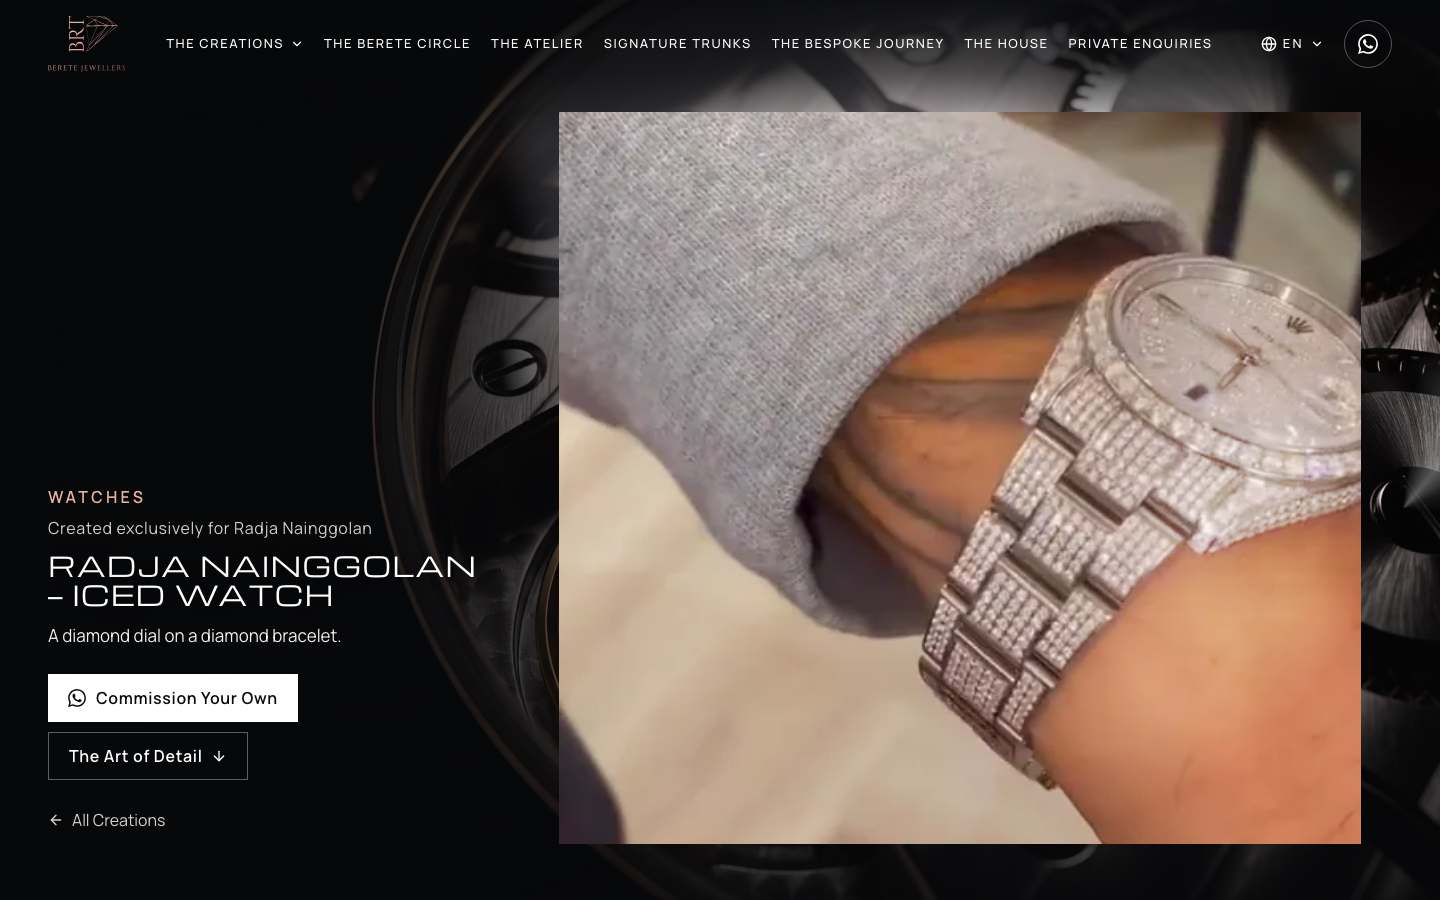 BRT
BERETE JEWELLERS
THE CREATIONS
THE BERETE CIRCLE
THE ATELIER
SIGNATURE TRUNKS
THE BESPOKE JOURNEY
THE HOUSE
PRIVATE ENQUIRIES
EN
WATCHES
Created exclusively for Radja Nainggolan
RADJA NAINGGOLAN
– ICED WATCH
A diamond dial on a diamond bracelet.
Commission Your Own
The Art of Detail
All Creations